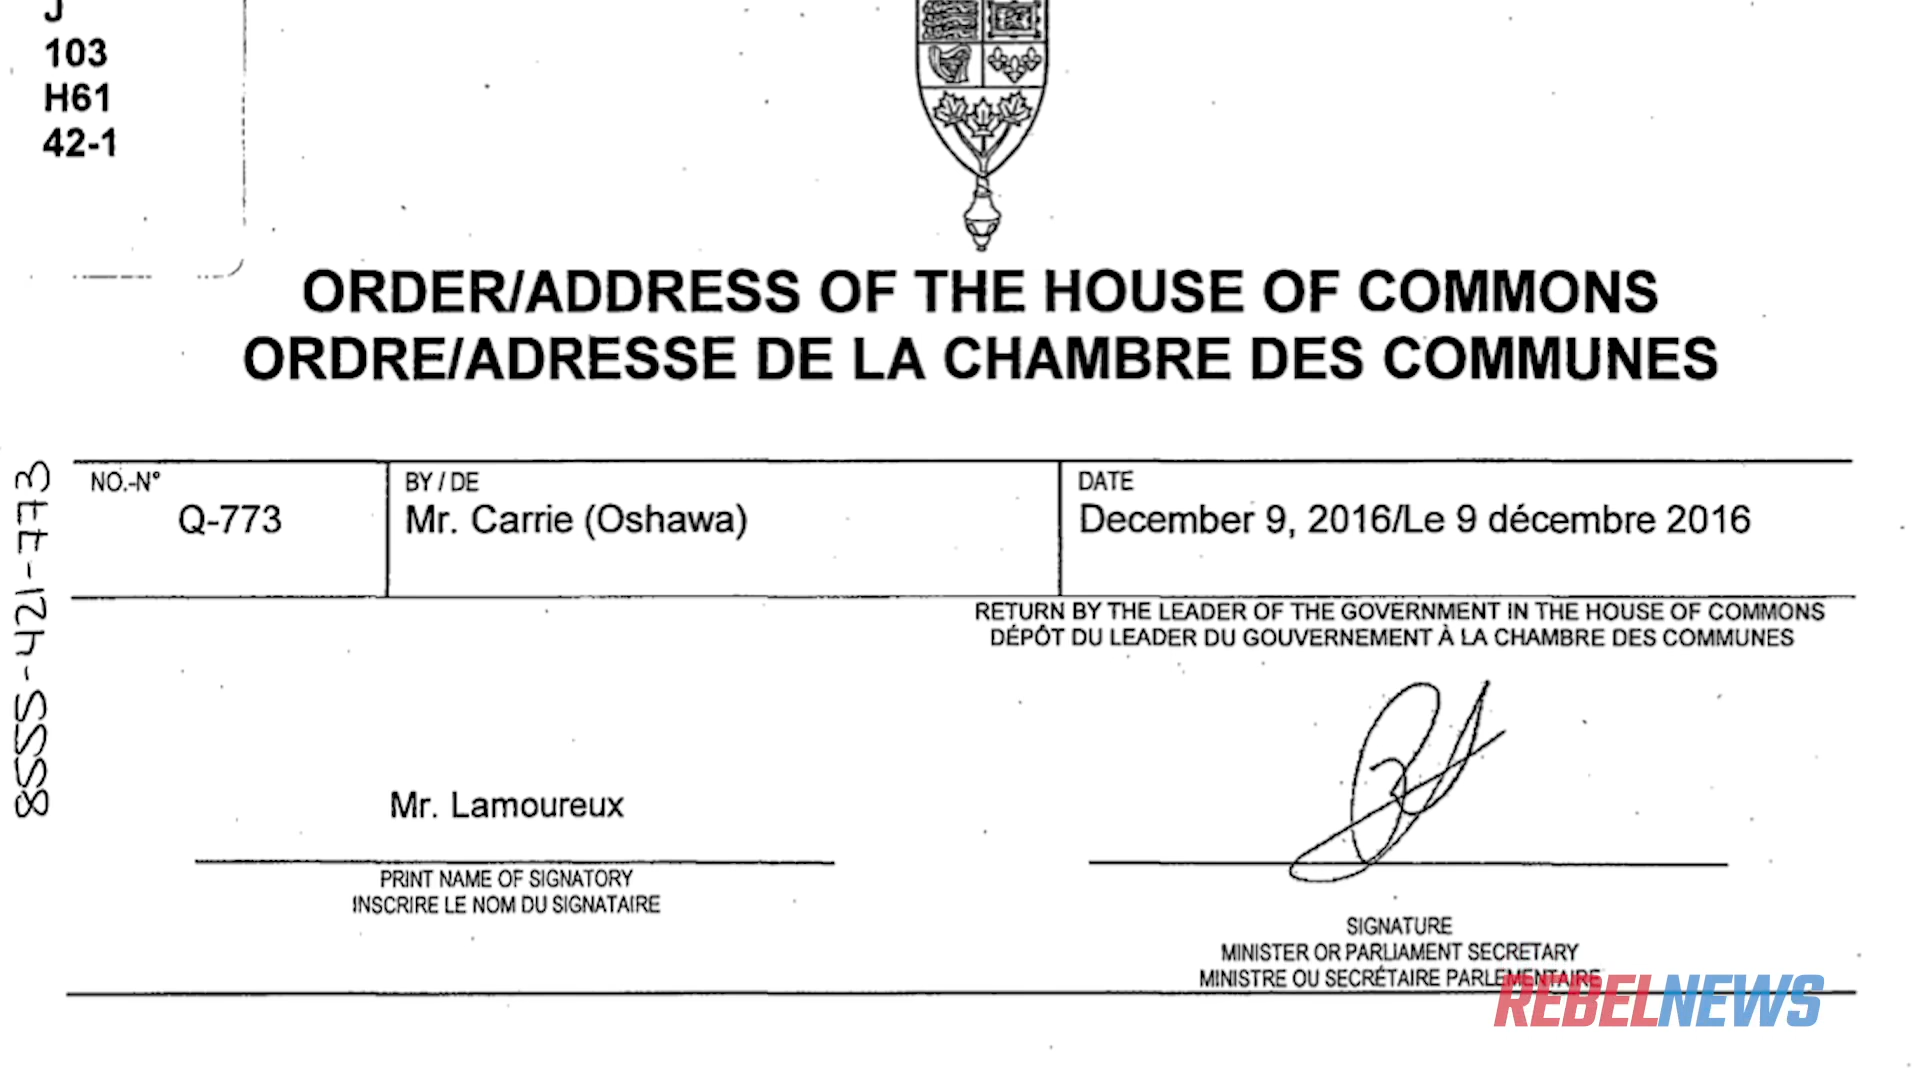 J
103
H61
42-1
ORDER/ADDRESS OF THE HOUSE OF COMMONS
ORDRE/ADRESSE DE LA CHAMBRE DES COMMUNES
8555-421-773
NO.-N°
Q-773
BY / DE
Mr. Carrie (Oshawa)
DATE
December 9, 2016/Le 9 décembre 2016
RETURN BY THE LEADER OF THE GOVERNMENT IN THE HOUSE OF COMMONS
DÉPÔT DU LEADER DU GOUVERNEMENT À LA CHAMBRE DES COMMUNES
Mr. Lamoureux
PRINT NAME OF SIGNATORY
INSCRIRE LE NOM DU SIGNATAIRE
SIGNATURE
MINISTER OR PARLIAMENT SECRETARY
MINISTRE OU SECRÉTAIRE PARLEMENTAIRE
REBELNEWS